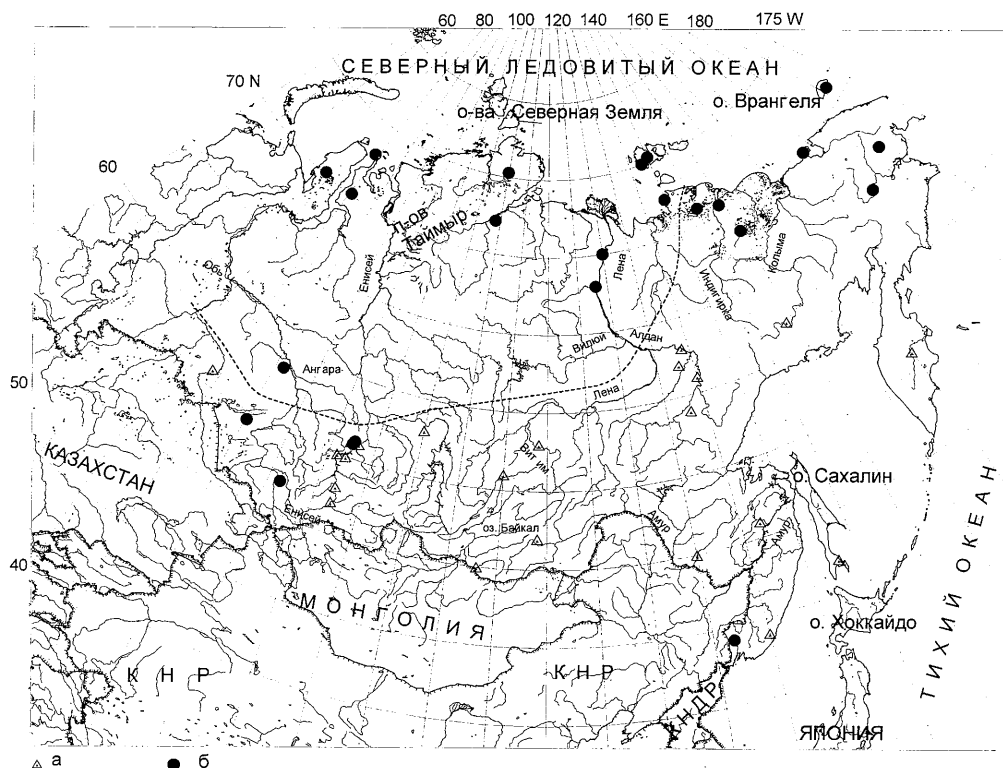 60 80 100 120 140 160 E 180 175 W
СЕВЕРНЫЙ ЛЕДОВИТЫЙ ОКЕАН
70 N
о. Врангеля
о-ва Северная Земля
60
П-ов
Таймыр
Обь
Енисей
Лена
Индигирка
Колыма
Вилюй
Алдан
50
Ангара
Лена
КАЗАХСТАН
Витим
о. Сахалин
Енисей
оз. Байкал
Амур
Амур
40
МОНГОЛИЯ
о. Хоккайдо
КНР
КНР
КНДР
ТИХИЙ ОКЕАН
ЯПОНИЯ
а б